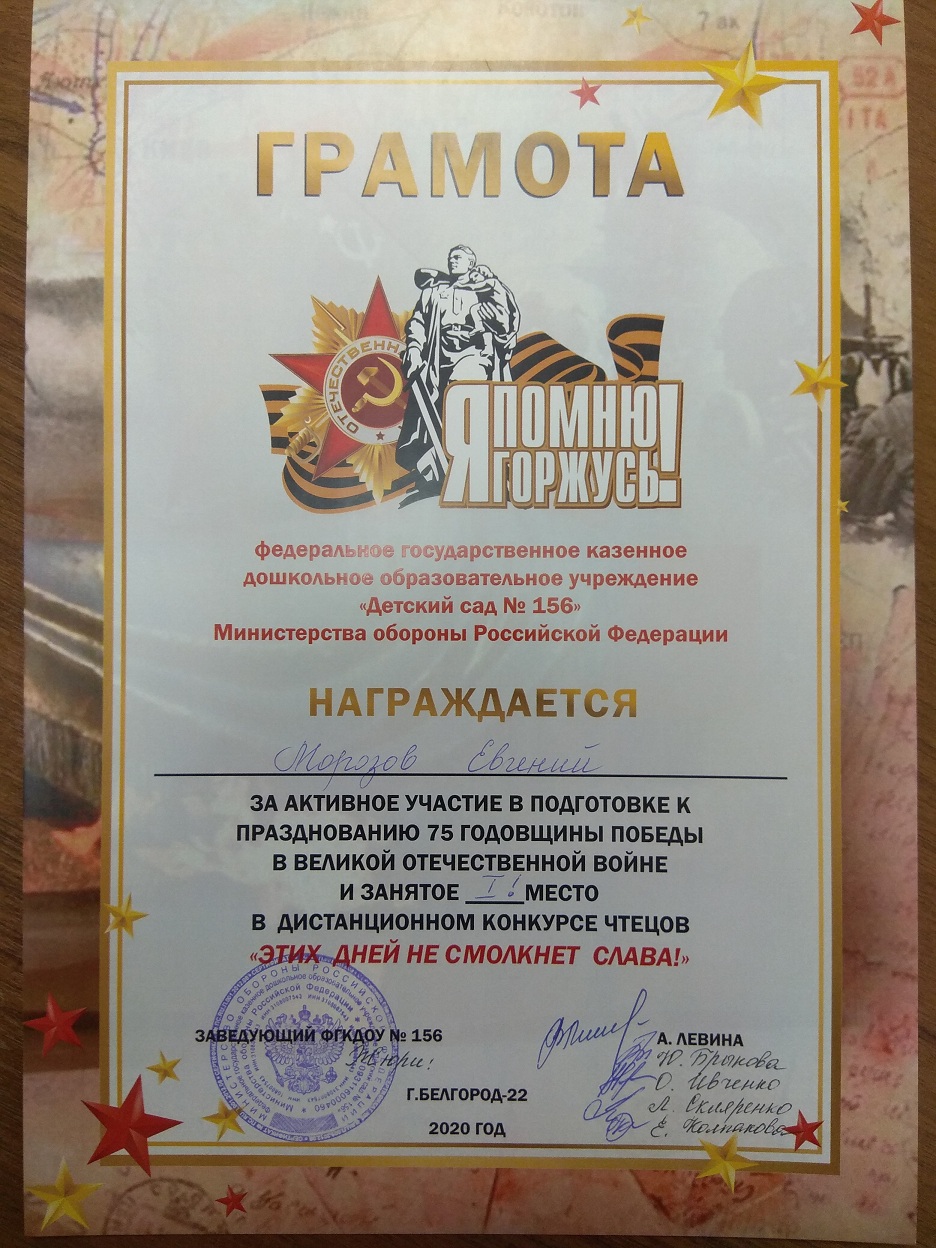 ГРАМОТА
ОТЕЧЕСТВЕНН
Я ПОМНЮ
Я ГОРЖУСЬ!
федеральное государственное казенное
дошкольное образовательное учреждение
«Детский сад № 156»
Министерства обороны Российской Федерации
НАГРАЖДАЕТСЯ
Морозов Евгений
ЗА АКТИВНОЕ УЧАСТИЕ В ПОДГОТОВКЕ К
ПРАЗДНОВАНИЮ 75 ГОДОВЩИНЫ ПОБЕДЫ
В ВЕЛИКОЙ ОТЕЧЕСТВЕННОЙ ВОЙНЕ
И ЗАНЯТОЕ I! МЕСТО
В ДИСТАНЦИОННОМ КОНКУРСЕ ЧТЕЦОВ
«ЭТИХ ДНЕЙ НЕ СМОЛКНЕТ СЛАВА!»
ЗАВЕДУЮЩИЙ ФГКДОУ № 156 А. ЛЕВИНА
Жюри: Ю. Брыкова
О. Ивченко
Г.БЕЛГОРОД-22 Л. Скляренко
2020 ГОД Е. Колпакова